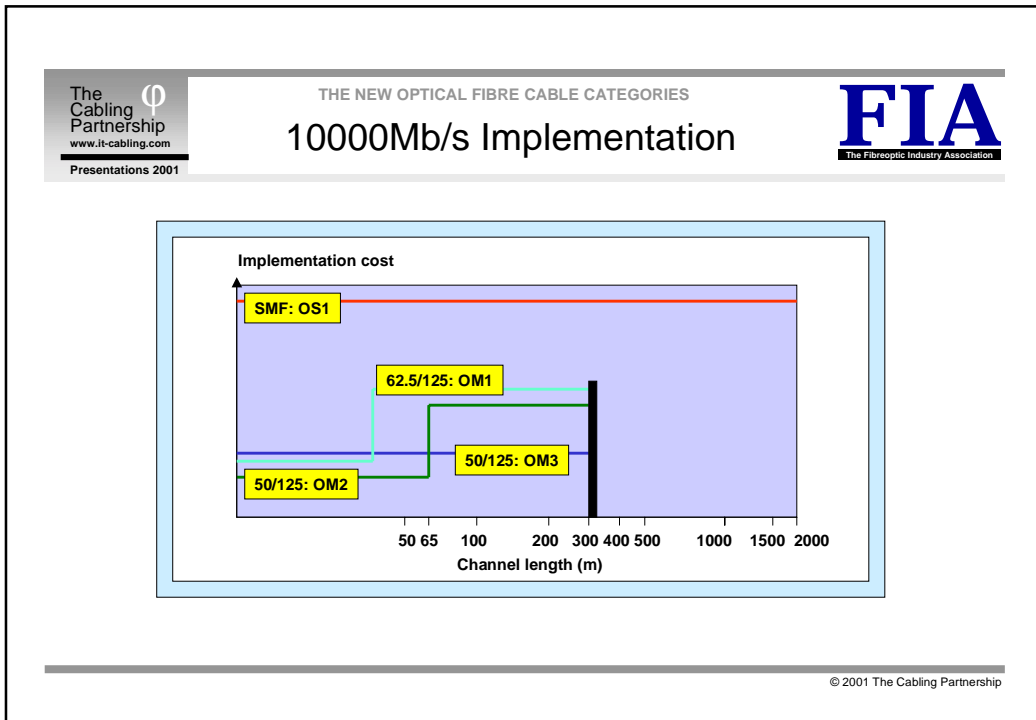 The φ
Cabling
Partnership
www.it-cabling.com
Presentations 2001
THE NEW OPTICAL FIBRE CABLE CATEGORIES
10000Mb/s Implementation
FIA
The Fibreoptic Industry Association
Implementation cost
SMF: OS1
62.5/125: OM1
50/125: OM3
50/125: OM2
50 65 100 200 300 400 500 1000 1500 2000
Channel length (m)
© 2001 The Cabling Partnership